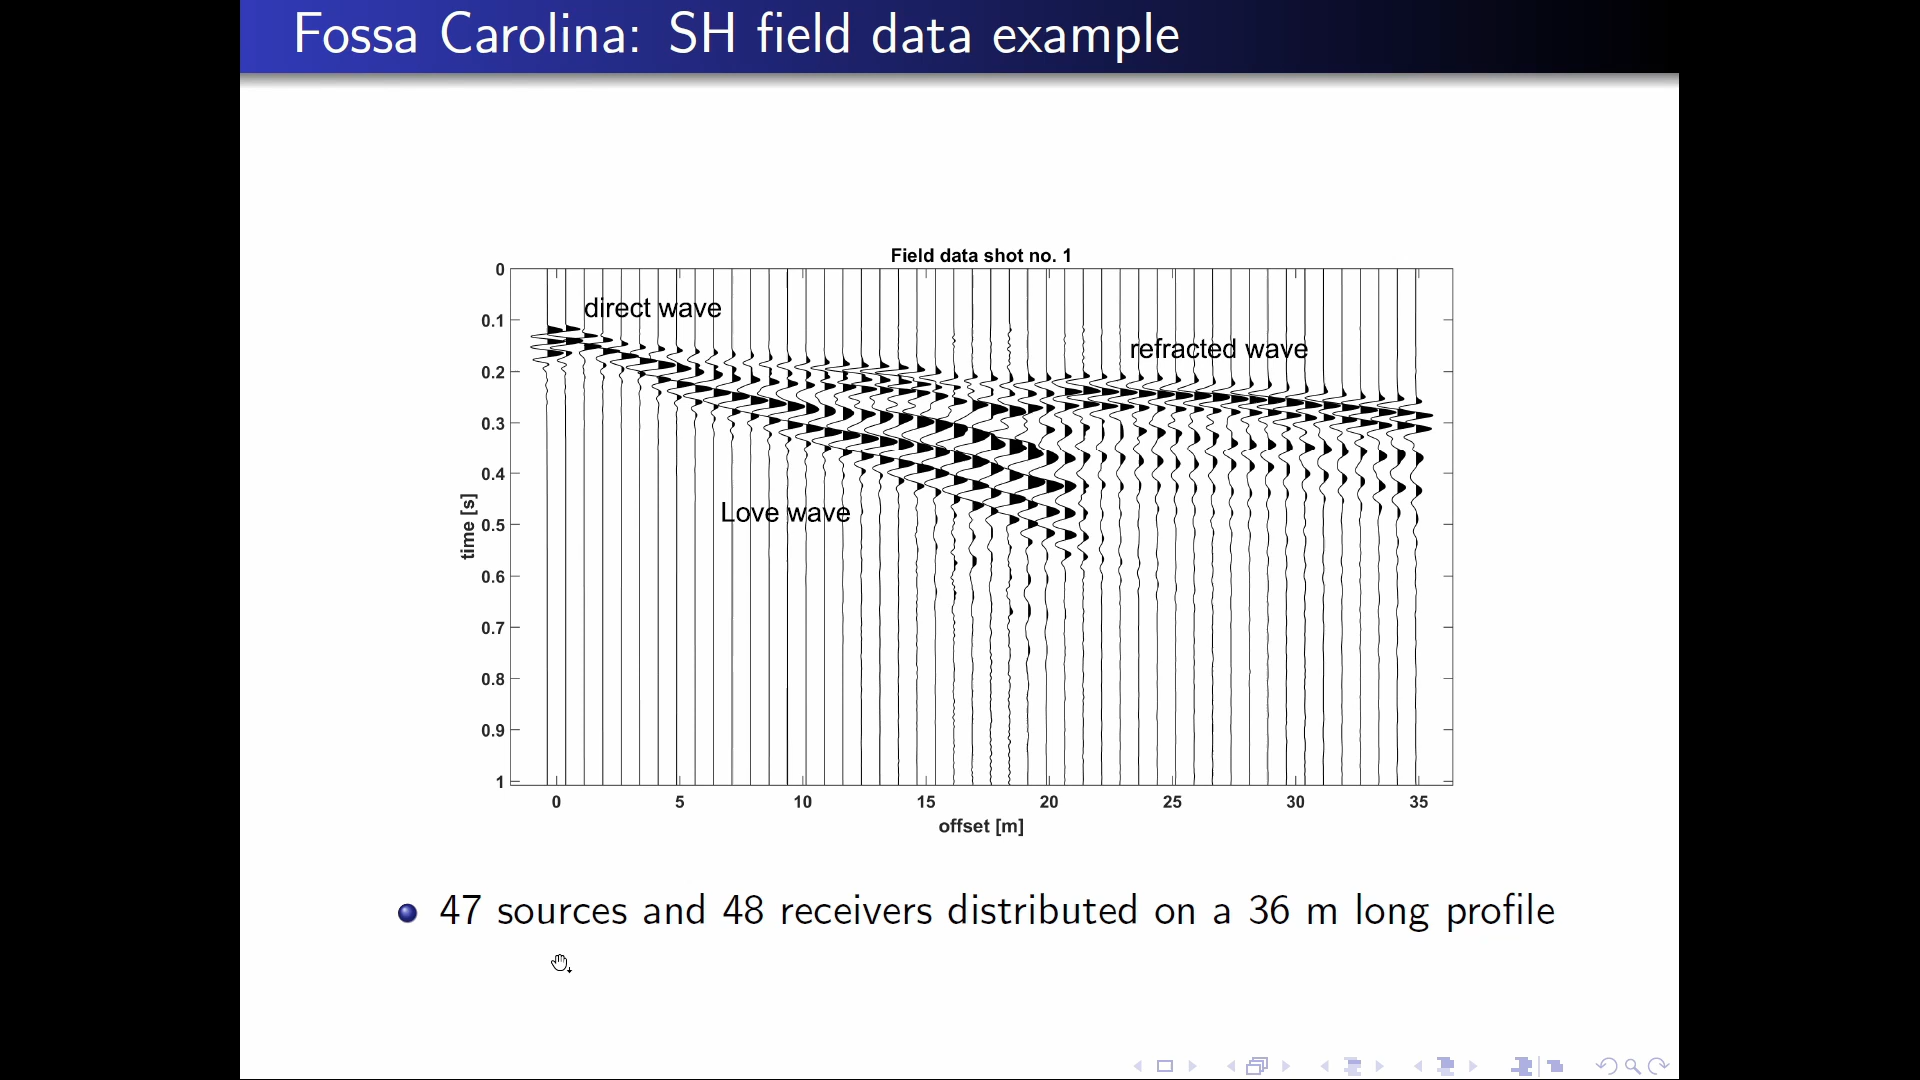 Fossa Carolina: SH field data example
Field data shot no. 1
direct wave
refracted wave
Love wave
0
0.1
0.2
0.3
0.4
0.5
0.6
0.7
0.8
0.9
1
time [s]
0 5 10 15 20 25 30 35
offset [m]
47 sources and 48 receivers distributed on a 36 m long profile